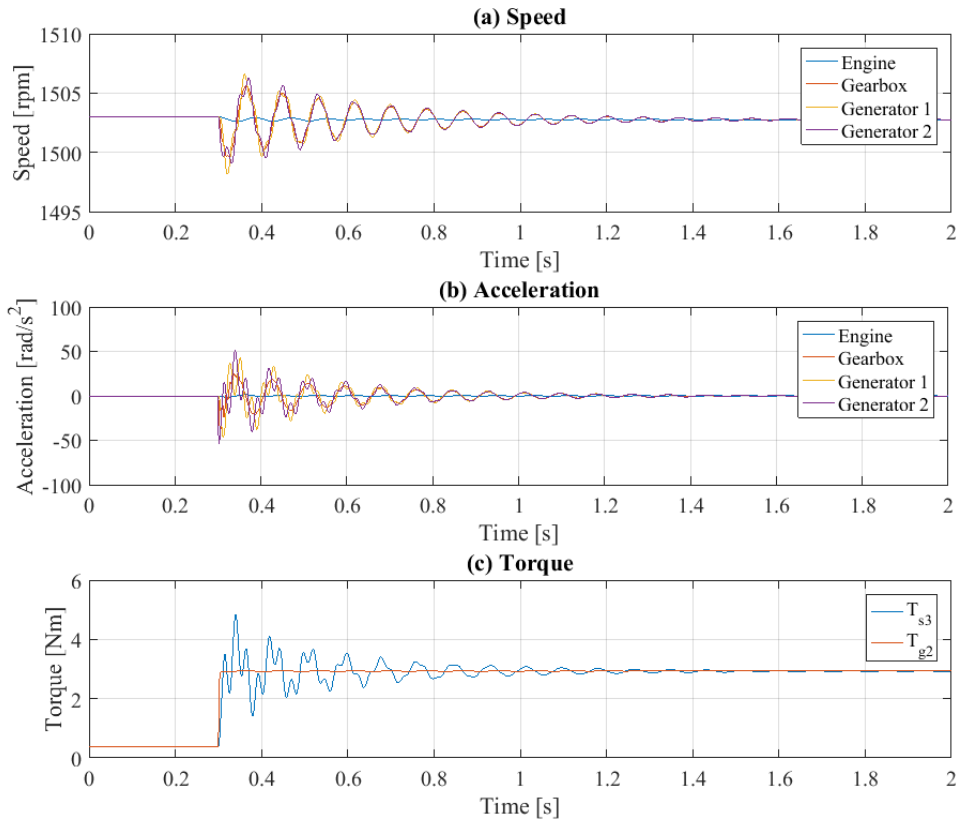 (a) Speed
1510
1505
1500
1495
Speed [rpm]
Engine
Gearbox
Generator 1
Generator 2
0 0.2 0.4 0.6 0.8 1 1.2 1.4 1.6 1.8 2
Time [s]
(b) Acceleration
100
50
0
-50
-100
Acceleration [rad/s²]
Engine
Gearbox
Generator 1
Generator 2
0 0.2 0.4 0.6 0.8 1 1.2 1.4 1.6 1.8 2
Time [s]
(c) Torque
6
4
2
0
Torque [Nm]
T_s3
T_g2
0 0.2 0.4 0.6 0.8 1 1.2 1.4 1.6 1.8 2
Time [s]